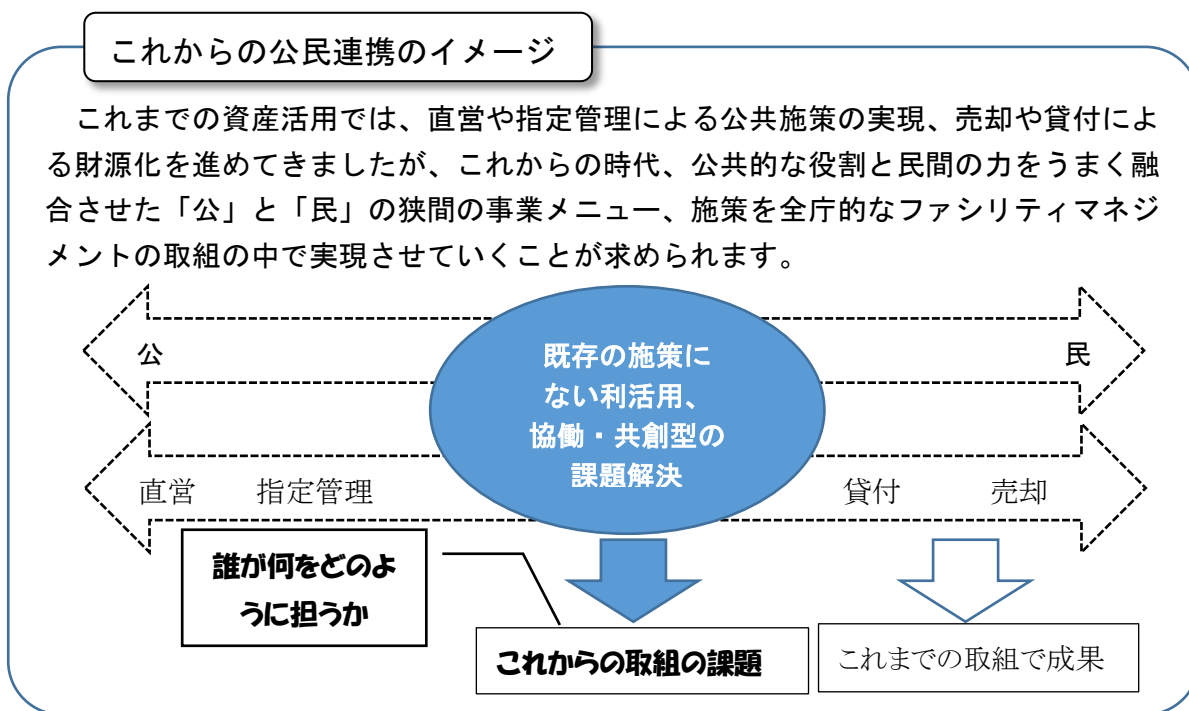 これからの公民連携のイメージ
これまでの資産活用では、直営や指定管理による公共施策の実現、売却や貸付によ
る財源化を進めてきましたが、これからの時代、公共的な役割と民間の力をうまく融
合させた「公」と「民」の狭間の事業メニュー、施策を全庁的なファシリティマネジ
メントの取組の中で実現させていくことが求められます。
公
民
既存の施策に
ない利活用、
協働・共創型の
課題解決
直営
指定管理
貸付
売却
誰が何をどのよ
うに担うか
これからの取組の課題
これまでの取組で成果